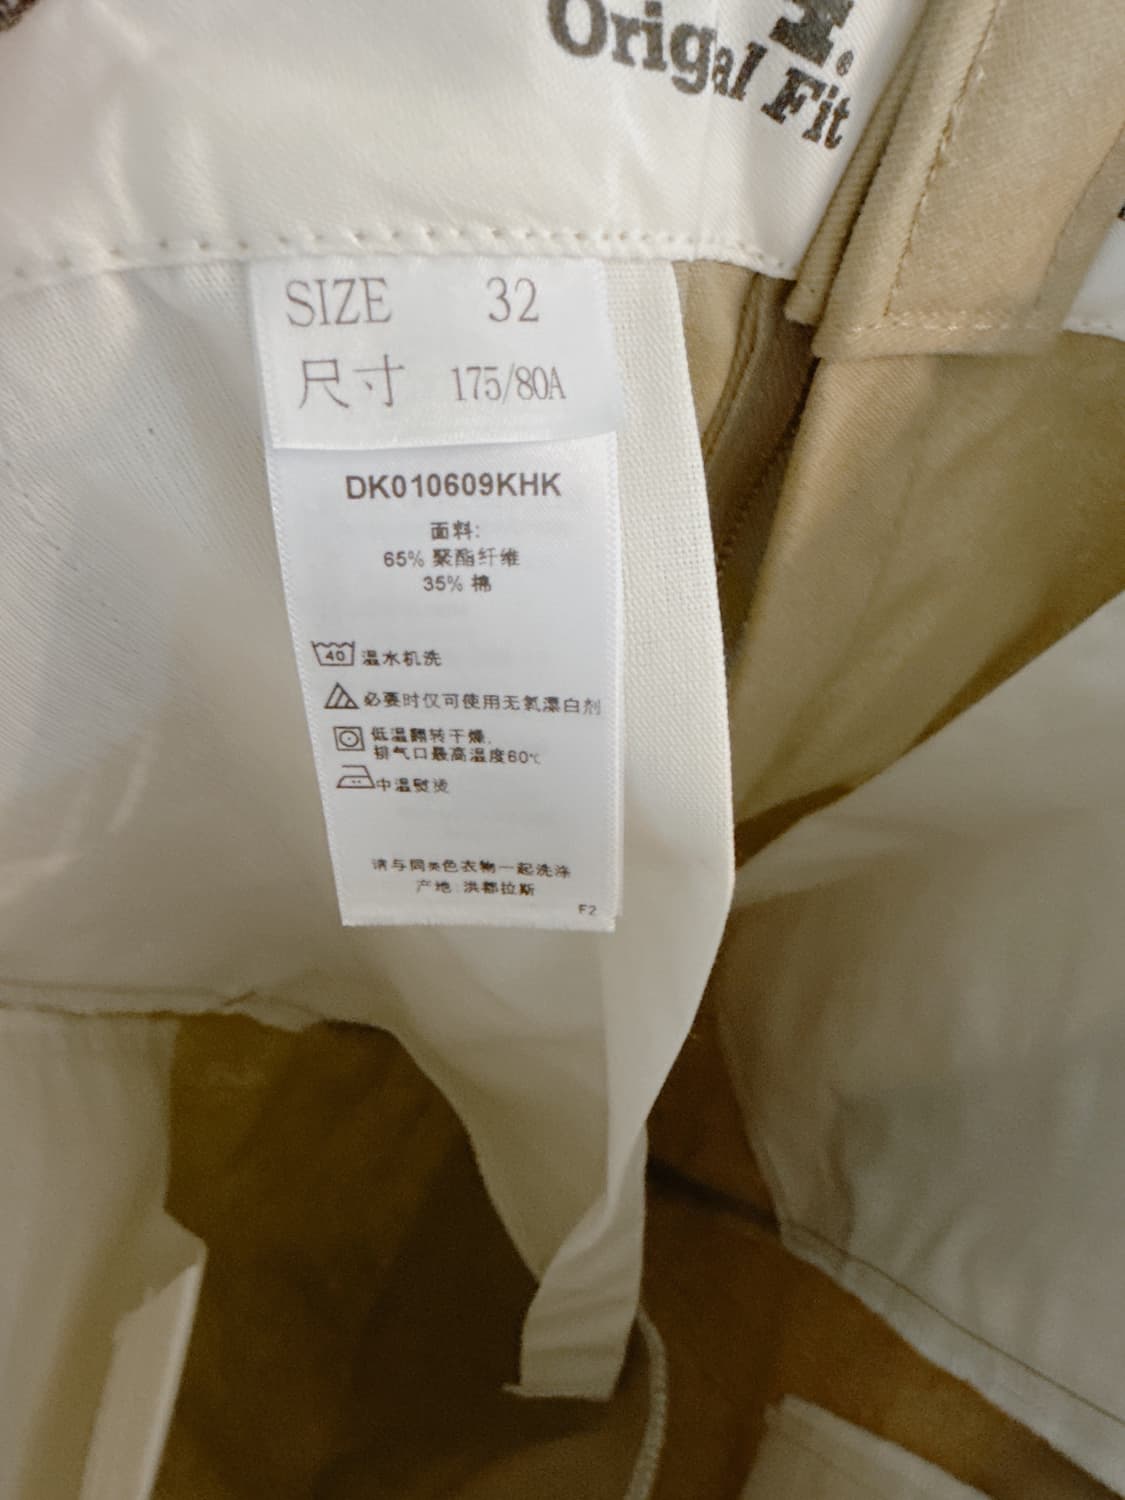 Origal Fit
SIZE 32
尺寸 175/80A
DK010609KHK
面料:
65% 聚酯纤维
35% 棉
40 温水机洗
必要时仅可使用无氧漂白剂
低温翻转干燥,
排气口最高温度60℃
中温熨烫
请与同类色衣物一起洗涤
产地:洪都拉斯
F2